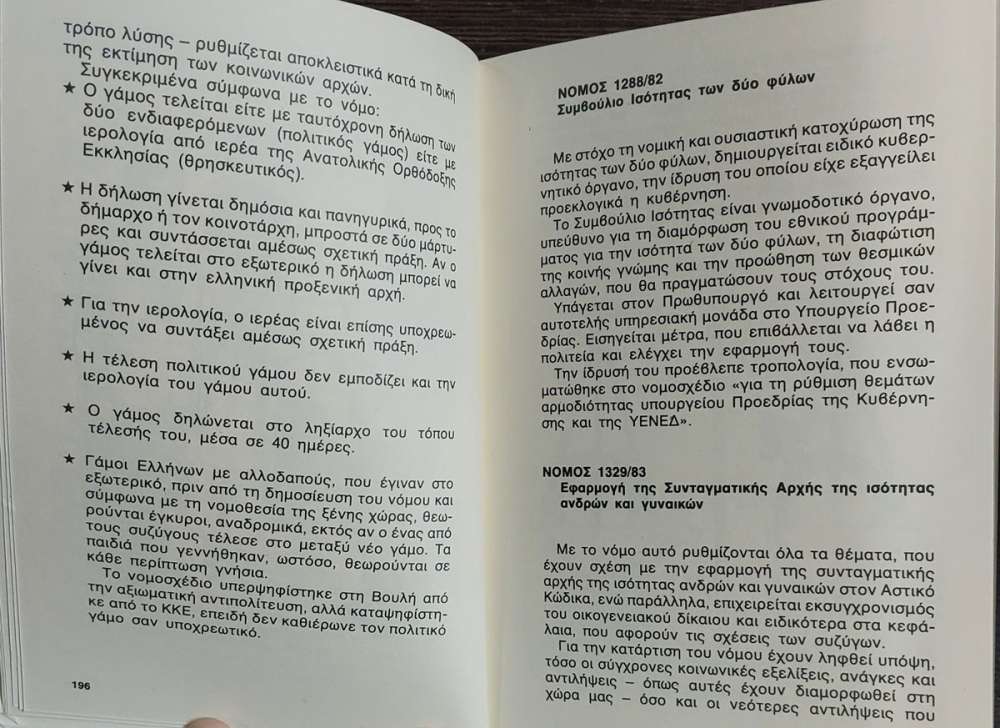 τρόπο λύσης – ρυθμίζεται αποκλειστικά κατά τη δική
της εκτίμηση των κοινωνικών αρχών.
Συγκεκριμένα σύμφωνα με το νόμο:
★ Ο γάμος τελείται είτε με ταυτόχρονη δήλωση των
δύο ενδιαφερόμενων (πολιτικός γάμος) είτε με
ιερολογία από ιερέα της Ανατολικής Ορθόδοξης
Εκκλησίας (θρησκευτικός).
★ Η δήλωση γίνεται δημόσια και πανηγυρικά, προς το
δήμαρχο ή τον κοινοτάρχη, μπροστά σε δύο μάρτυ-
ρες και συντάσσεται αμέσως σχετική πράξη. Αν ο
γάμος τελείται στο εξωτερικό η δήλωση μπορεί να
γίνει και στην ελληνική προξενική αρχή.
★ Για την ιερολογία, ο ιερέας είναι επίσης υποχρεω-
μένος να συντάξει αμέσως σχετική πράξη.
★ Η τέλεση πολιτικού γάμου δεν εμποδίζει και την
ιερολογία του γάμου αυτού.
★ Ο γάμος δηλώνεται στο ληξίαρχο του τόπου
τέλεσής του, μέσα σε 40 ημέρες.
★ Γάμοι Ελλήνων με αλλοδαπούς, που έγιναν στο
εξωτερικό, πριν από τη δημοσίευση του νόμου και
σύμφωνα με τη νομοθεσία της ξένης χώρας, θεω-
ρούνται έγκυροι, αναδρομικά, εκτός αν ο ένας από
τους συζύγους τέλεσε στο μεταξύ νέο γάμο. Τα
παιδιά που γεννήθηκαν, ωστόσο, θεωρούνται σε
κάθε περίπτωση γνήσια.
Το νομοσχέδιο υπερψηφίστηκε στη Βουλή από
την αξιωματική αντιπολίτευση, αλλά καταψηφίστη-
κε από το ΚΚΕ, επειδή δεν καθιέρωνε τον πολιτικό
γάμο σαν υποχρεωτικό.
196
ΝΟΜΟΣ 1288/82
Συμβούλιο Ισότητας των δύο φύλων
Με στόχο τη νομική και ουσιαστική κατοχύρωση της
ισότητας των δύο φύλων, δημιουργείται ειδικό κυβερ-
νητικό όργανο, την ίδρυση του οποίου είχε εξαγγείλει
προεκλογικά η κυβέρνηση.
Το Συμβούλιο Ισότητας είναι γνωμοδοτικό όργανο,
υπεύθυνο για τη διαμόρφωση του εθνικού προγράμ-
ματος για την ισότητα των δύο φύλων, τη διαφώτιση
της κοινής γνώμης και την προώθηση των θεσμικών
αλλαγών, που θα πραγματώσουν τους στόχους του.
Υπάγεται στον Πρωθυπουργό και λειτουργεί σαν
αυτοτελής υπηρεσιακή μονάδα στο Υπουργείο Προε-
δρίας. Εισηγείται μέτρα, που επιβάλλεται να λάβει η
πολιτεία και ελέγχει την εφαρμογή τους.
Την ίδρυσή του προέβλεπε τροπολογία, που ενσω-
ματώθηκε στο νομοσχέδιο «για τη ρύθμιση θεμάτων
αρμοδιότητας υπουργείου Προεδρίας της Κυβέρνη-
σης και της ΥΕΝΕΔ».
ΝΟΜΟΣ 1329/83
Εφαρμογή της Συνταγματικής Αρχής της ισότητας
ανδρών και γυναικών
Με το νόμο αυτό ρυθμίζονται όλα τα θέματα, που
έχουν σχέση με την εφαρμογή της συνταγματικής
αρχής της ισότητας ανδρών και γυναικών στον Αστικό
Κώδικα, ενώ παράλληλα, επιχειρείται εκσυγχρονισμός
του οικογενειακού δικαίου και ειδικότερα στα κεφά-
λαια, που αφορούν τις σχέσεις των συζύγων.
Για την κατάρτιση του νόμου έχουν ληφθεί υπόψη,
τόσο οι σύγχρονες κοινωνικές εξελίξεις, ανάγκες και
αντιλήψεις – όπως αυτές έχουν διαμορφωθεί στη
χώρα μας – όσο και οι νεότερες αντιλήψεις που